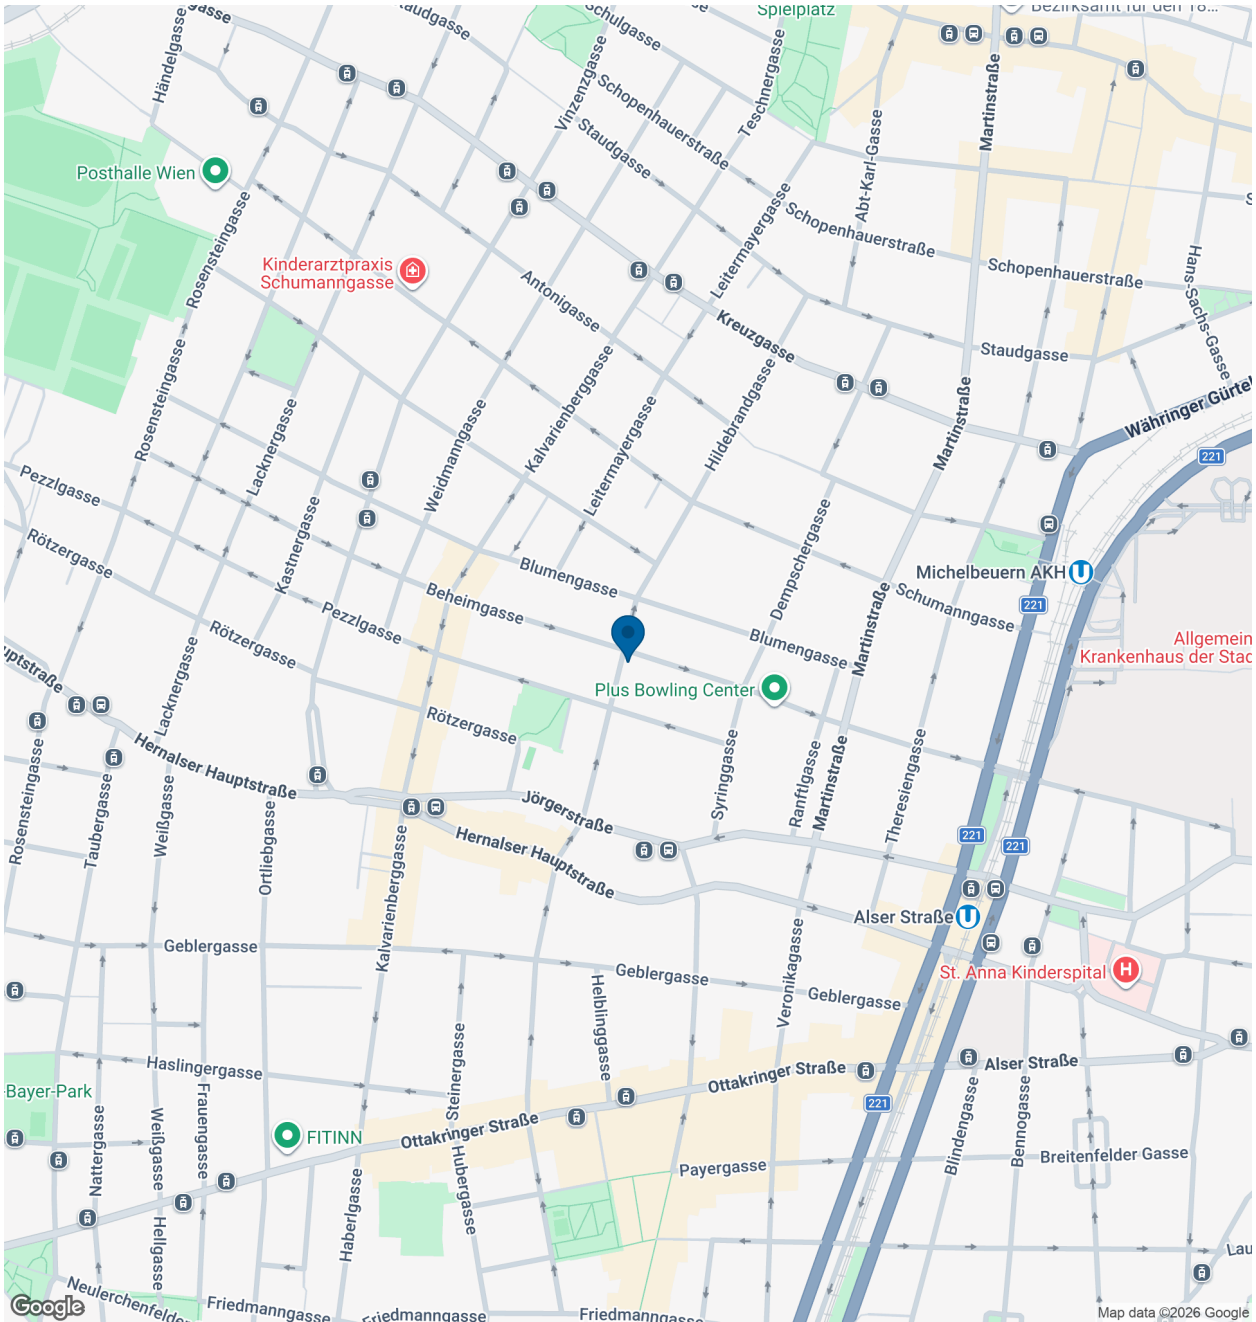 Staudgasse
Schulgasse
Spielplatz
Bezirksamt für den 18...
Händelgasse
Vinzenzgasse
Teschnergasse
Schopenhauerstraße
Staudgasse
Martinstraße
Abt-Karl-Gasse
Posthalle Wien
Rosensteingasse
Leitermayergasse
Schopenhauerstraße
Schopenhauerstraße
Hans-Sachs-Gasse
Kinderarztpraxis
Schumanngasse
Antonigasse
Kreuzgasse
Staudgasse
Rosensteingasse
Lacknergasse
Weidmanngasse
Kalvarienberggasse
Leitermayergasse
Hildebrandgasse
Martinstraße
Währinger Gürtel
221
Pezzlgasse
Rötzergasse
Kastnergasse
Dempschergasse
Michelbeuern AKH
Blumengasse
Beheimgasse
Pezzlgasse
Schumanngasse
221
Rötzergasse
Blumengasse
Martinstraße
Allgemein
Krankenhaus der Stad
Plus Bowling Center
Lacknergasse
Rötzergasse
Hernalser Hauptstraße
Rosensteingasse
Taubergasse
Weißgasse
Ortliebgasse
Jörgerstraße
Syringgasse
Ranftlgasse
Martinstraße
Theresiengasse
221
221
Hernalser Hauptstraße
Kalvarienberggasse
Alser Straße
Geblergasse
Geblergasse
Geblergasse
Veronikagasse
St. Anna Kinderspital
Helblinggasse
Steinergasse
Haslingergasse
Ottakringer Straße
Alser Straße
-Bayer-Park
Nattergasse
Weißgasse
Frauengasse
FITINN
Ottakringer Straße
221
Blindengasse
Bennogasse
Breitenfelder Gasse
Payergasse
Hellgasse
Haberlgasse
Hubergasse
Neulerchenfelder
Friedmanngasse
Friedmanngasse
Friedmanngasse
Google
Map data ©2026 Google